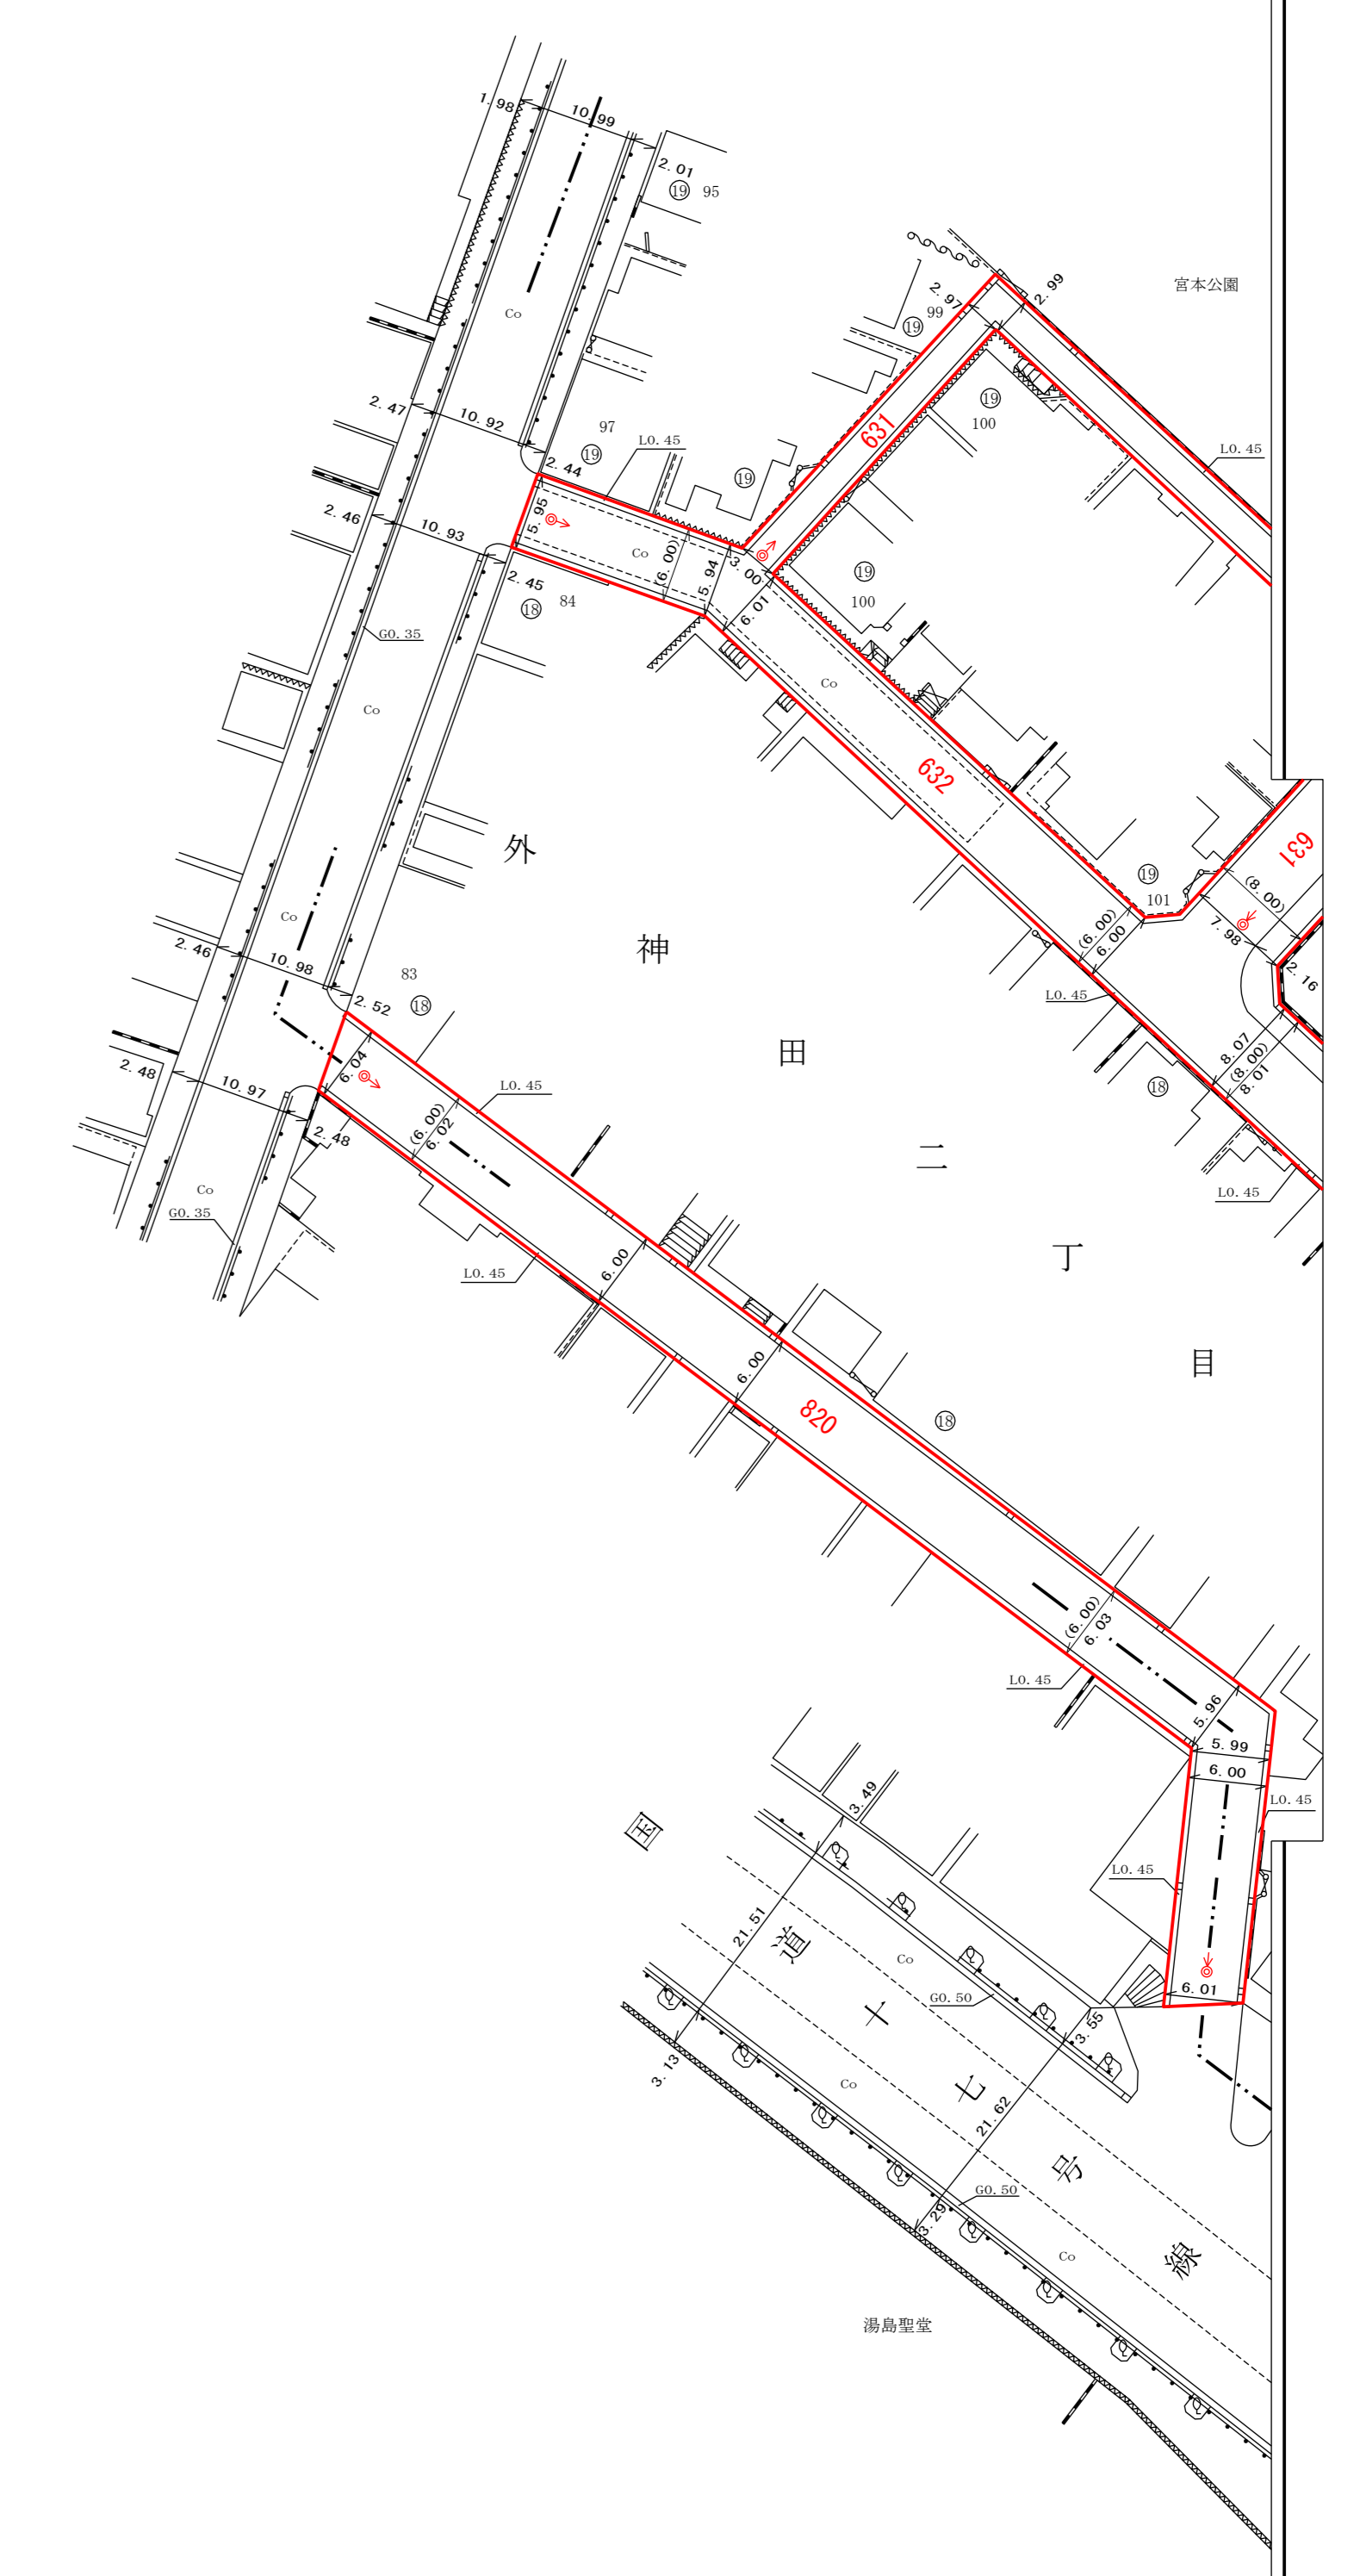 1.98
10.99
2.01
⑲ 95
Co
宮本公園
2.97
2.99
99
⑲
2.47
10.92
97
⑲
2.44
L0.45
⑲
631
⑲
100
L0.45
2.46
10.93
5.95
Co
(6.00)
5.94
3.00
6.01
⑲
100
2.45
⑱ 84
G0.35
Co
Co
632
外神田二丁目
⑲
101
631
(8.00)
7.98
2.16
(6.00)
6.00
L0.45
8.07
(8.00)
8.01
⑱
L0.45
Co
2.46
10.98
83
⑱
2.52
2.48
10.97
6.04
L0.45
(6.00)
6.02
2.48
Co
G0.35
L0.45
6.00
6.00
820
⑱
(6.00)
6.03
L0.45
5.96
5.99
6.00
L0.45
L0.45
6.01
3.49
21.51
3.13
国道十七号線
Co
G0.50
3.55
Co
21.62
G0.50
3.29
Co
湯島聖堂